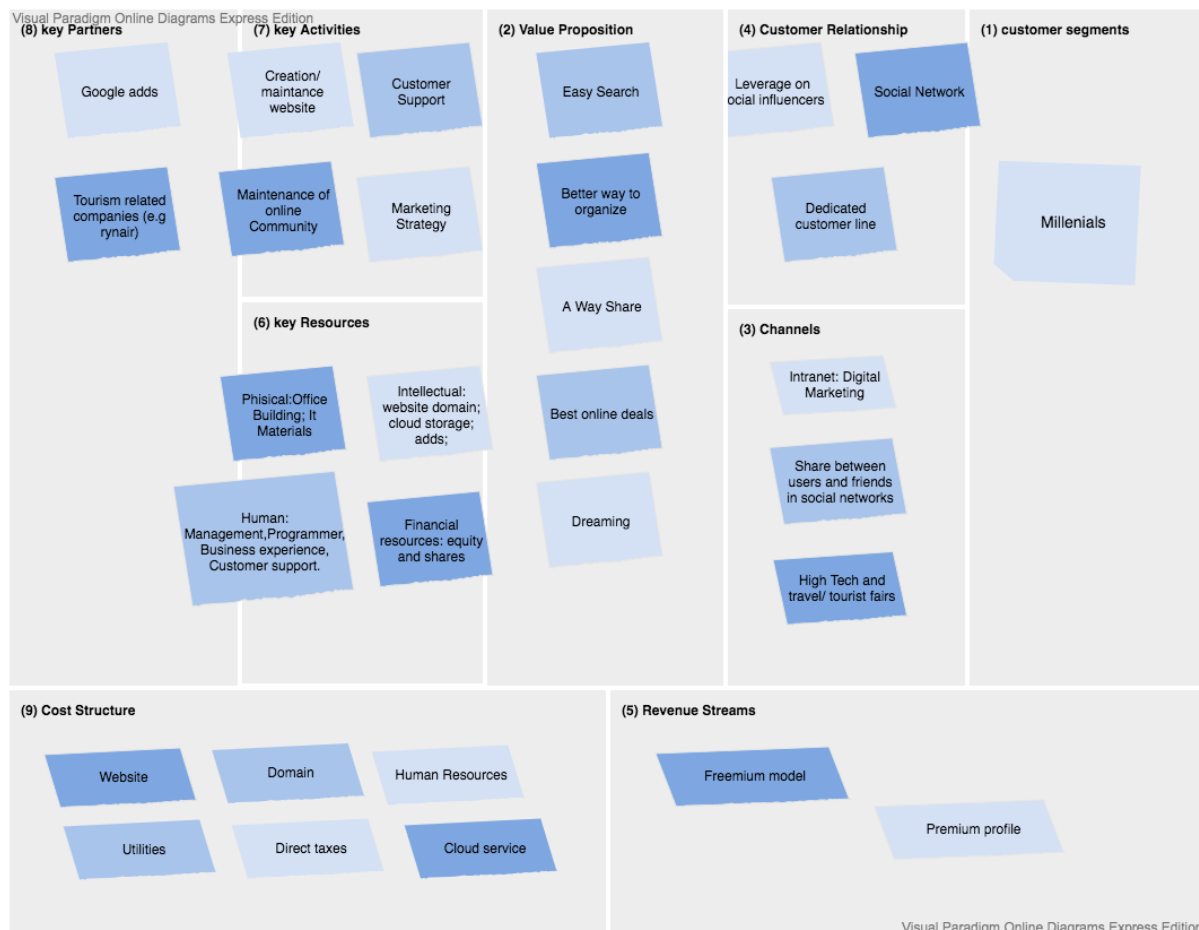 Visual Paradigm Online Diagrams Express Edition
(8) key Partners
Google adds
Tourism related
companies (e.g
rynair)
(7) key Activities
Creation/
maintance
website
Customer
Support
Maintenance of
online
Community
Marketing
Strategy
(6) key Resources
Phisical:Office
Building; It
Materials
Intellectual:
website domain;
cloud storage;
adds;
Human:
Management,Programmer,
Business experience,
Customer support.
Financial
resources: equity
and shares
(2) Value Proposition
Easy Search
Better way to
organize
A Way Share
Best online deals
Dreaming
(4) Customer Relationship
Leverage on
ocial influencers
Social Network
Dedicated
customer line
(3) Channels
Intranet: Digital
Marketing
Share between
users and friends
in social networks
High Tech and
travel/ tourist fairs
(1) customer segments
Millenials
(9) Cost Structure
Website
Domain
Human Resources
Utilities
Direct taxes
Cloud service
(5) Revenue Streams
Freemium model
Premium profile
Visual Paradigm Online Diagrams Express Edition